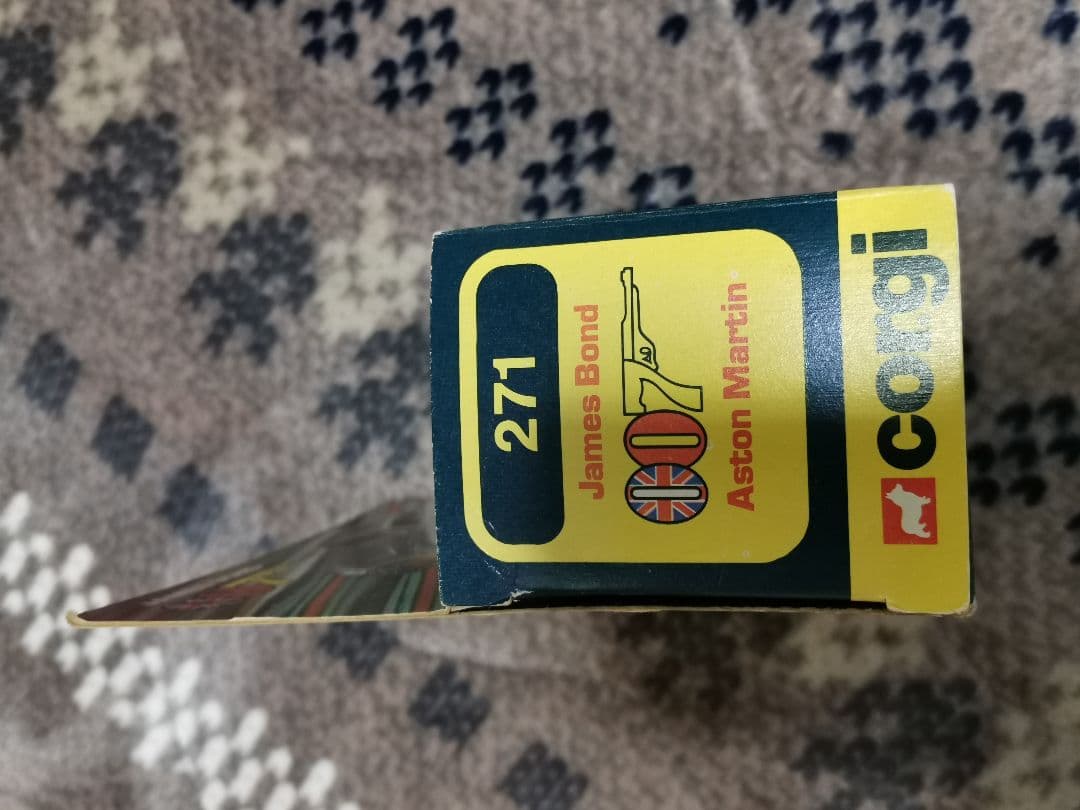 271
James Bond
007
Aston Martin
corgi